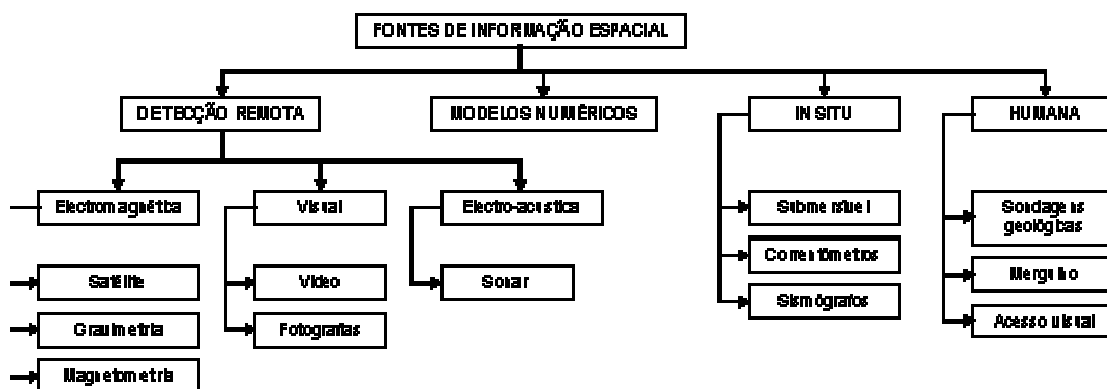 FONTES DE INFORMAÇÃO ESPACIAL
DETECÇÃO REMOTA
MODELOS NUMÉRICOS
IN SITU
HUMANA
Electromagnética
Visual
Electro-acustica
Submersível
Sondagens
geológicas
Correntómetros
Satélite
Vídeo
Sonar
Mergulho
Sismógrafos
Gravimetria
Fotografias
Acesso visual
Magnetometria